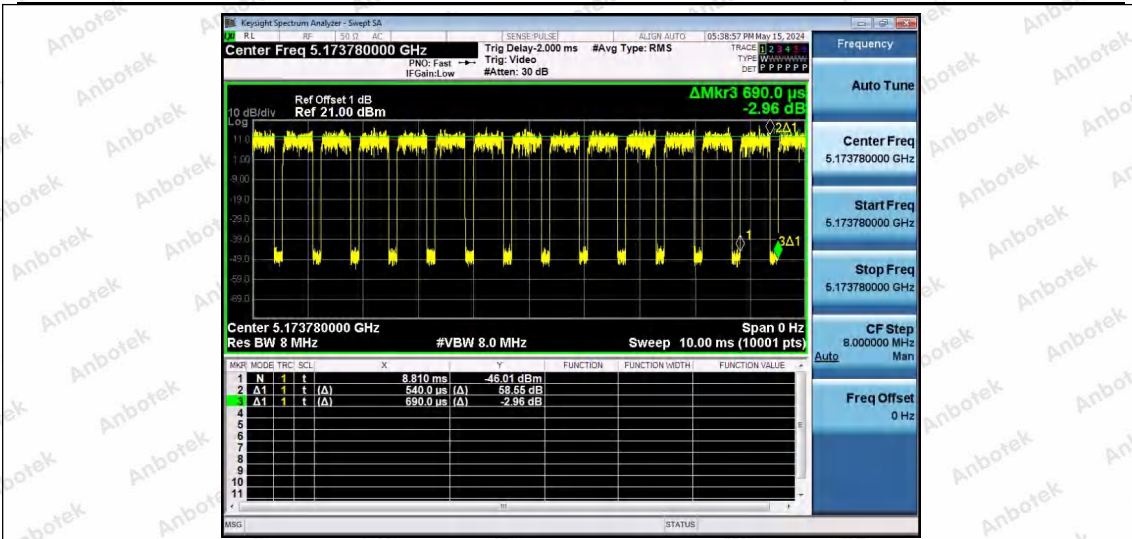 Keysight Spectrum Analyzer - Swept SA
RL RF 50 Ω AC SENSE:PULSE ALIGN AUTO 05:38:57 PM May 15, 2024
Center Freq 5.173780000 GHz
PNO: Fast
IFGain:Low
Trig Delay-2.000 ms
Trig: Video
#Atten: 30 dB
#Avg Type: RMS
TRACE 1 2 3 4 5 6
TYPE WWWWWW
DET P P P P P P
Ref Offset 1 dB
10 dB/div Ref 21.00 dBm
Log
ΔMkr3 690.0 µs
-2.96 dB
11.0
1.00
-9.00
-19.0
-29.0
-39.0
-49.0
-59.0
-69.0
2Δ1
1
3Δ1
Center 5.173780000 GHz Span 0 Hz
Res BW 8 MHz #VBW 8.0 MHz Sweep 10.00 ms (10001 pts)
MKR MODE TRC SCL X Y FUNCTION FUNCTION WIDTH FUNCTION VALUE
1 N 1 t 8.810 ms -46.01 dBm
2 Δ1 1 t (Δ) 540.0 µs (Δ) 58.55 dB
3 Δ1 1 t (Δ) 690.0 µs (Δ) -2.96 dB
4
5
6
7
8
9
10
11
MSG STATUS
Frequency
Auto Tune
Center Freq
5.173780000 GHz
Start Freq
5.173780000 GHz
Stop Freq
5.173780000 GHz
CF Step
8.000000 MHz
Auto Man
Freq Offset
0 Hz
Anbotek